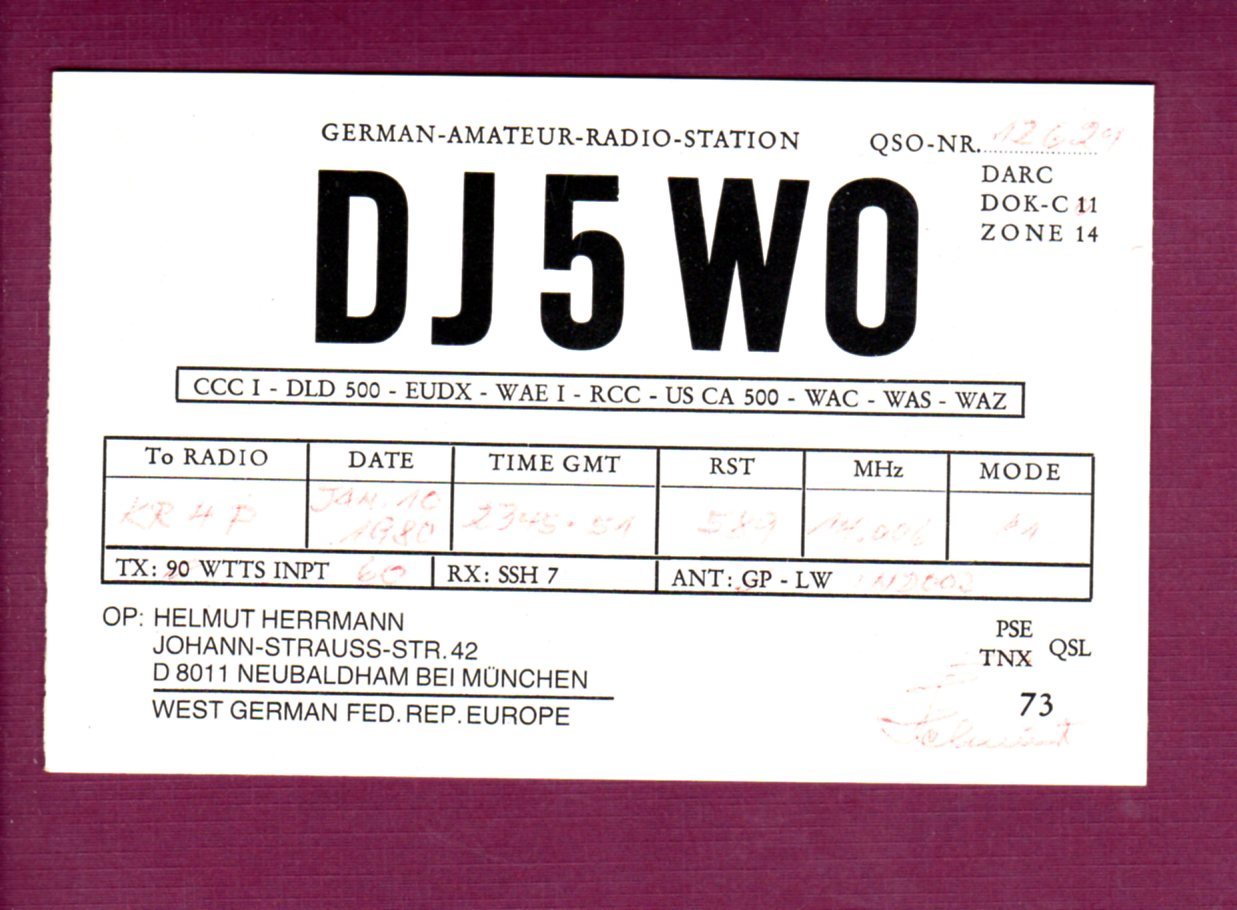 GERMAN-AMATEUR-RADIO-STATION
QSO-NR. 12624
DARC
DOK-C 11
ZONE 14
DJ5WO
CCC I - DLD 500 - EUDX - WAE I - RCC - US CA 500 - WAC - WAS - WAZ
To RADIO DATE TIME GMT RST MHz MODE
KR4P JAN. 10 1980 2345.51 589 14.006 A1
TX: 90 WTTS INPT 60 RX: SSH 7 ANT: GP - LW
OP: HELMUT HERRMANN
JOHANN-STRAUSS-STR. 42
D 8011 NEUBALDHAM BEI MÜNCHEN
WEST GERMAN FED. REP. EUROPE
PSE
TNX QSL
73